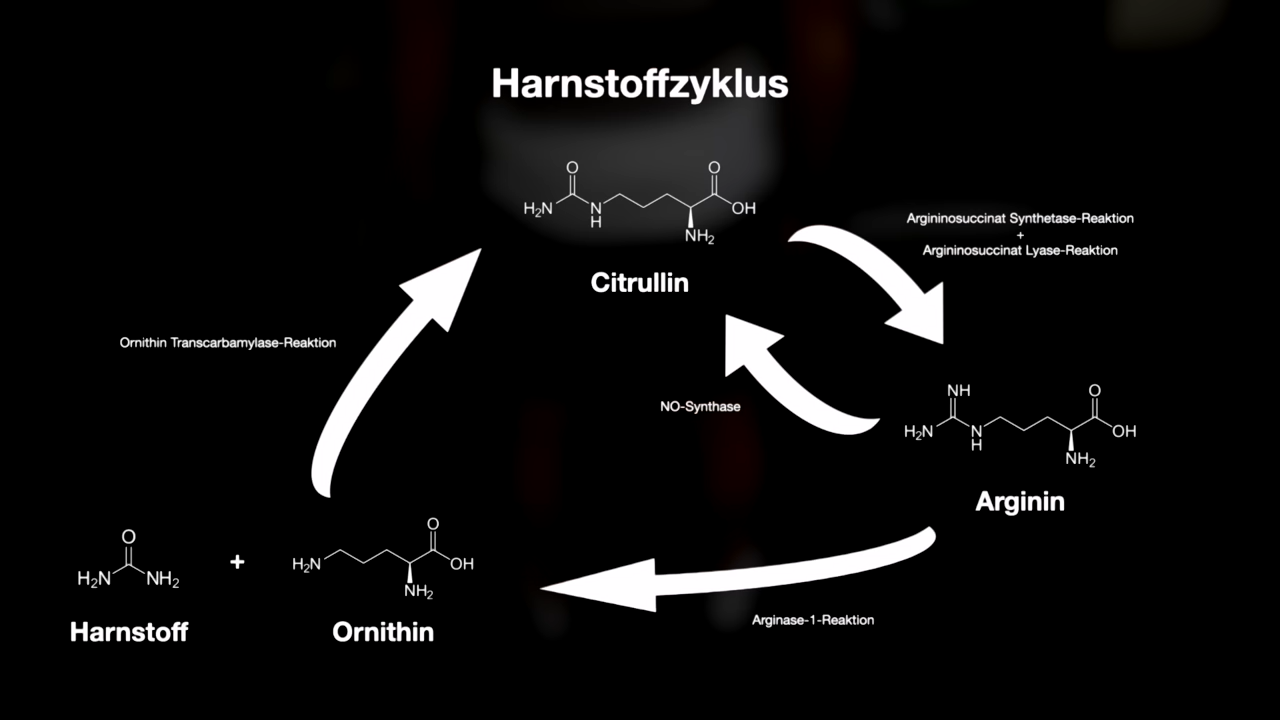 Harnstoffzyklus
O
O
H₂N
N
H
OH
NH₂
Citrullin
Argininosuccinat Synthetase-Reaktion
+
Argininosuccinat Lyase-Reaktion
Ornithin Transcarbamylase-Reaktion
NO-Synthase
NH
O
H₂N
N
H
OH
NH₂
Arginin
O
H₂N
NH₂
Harnstoff
+
O
H₂N
OH
NH₂
Ornithin
Arginase-1-Reaktion